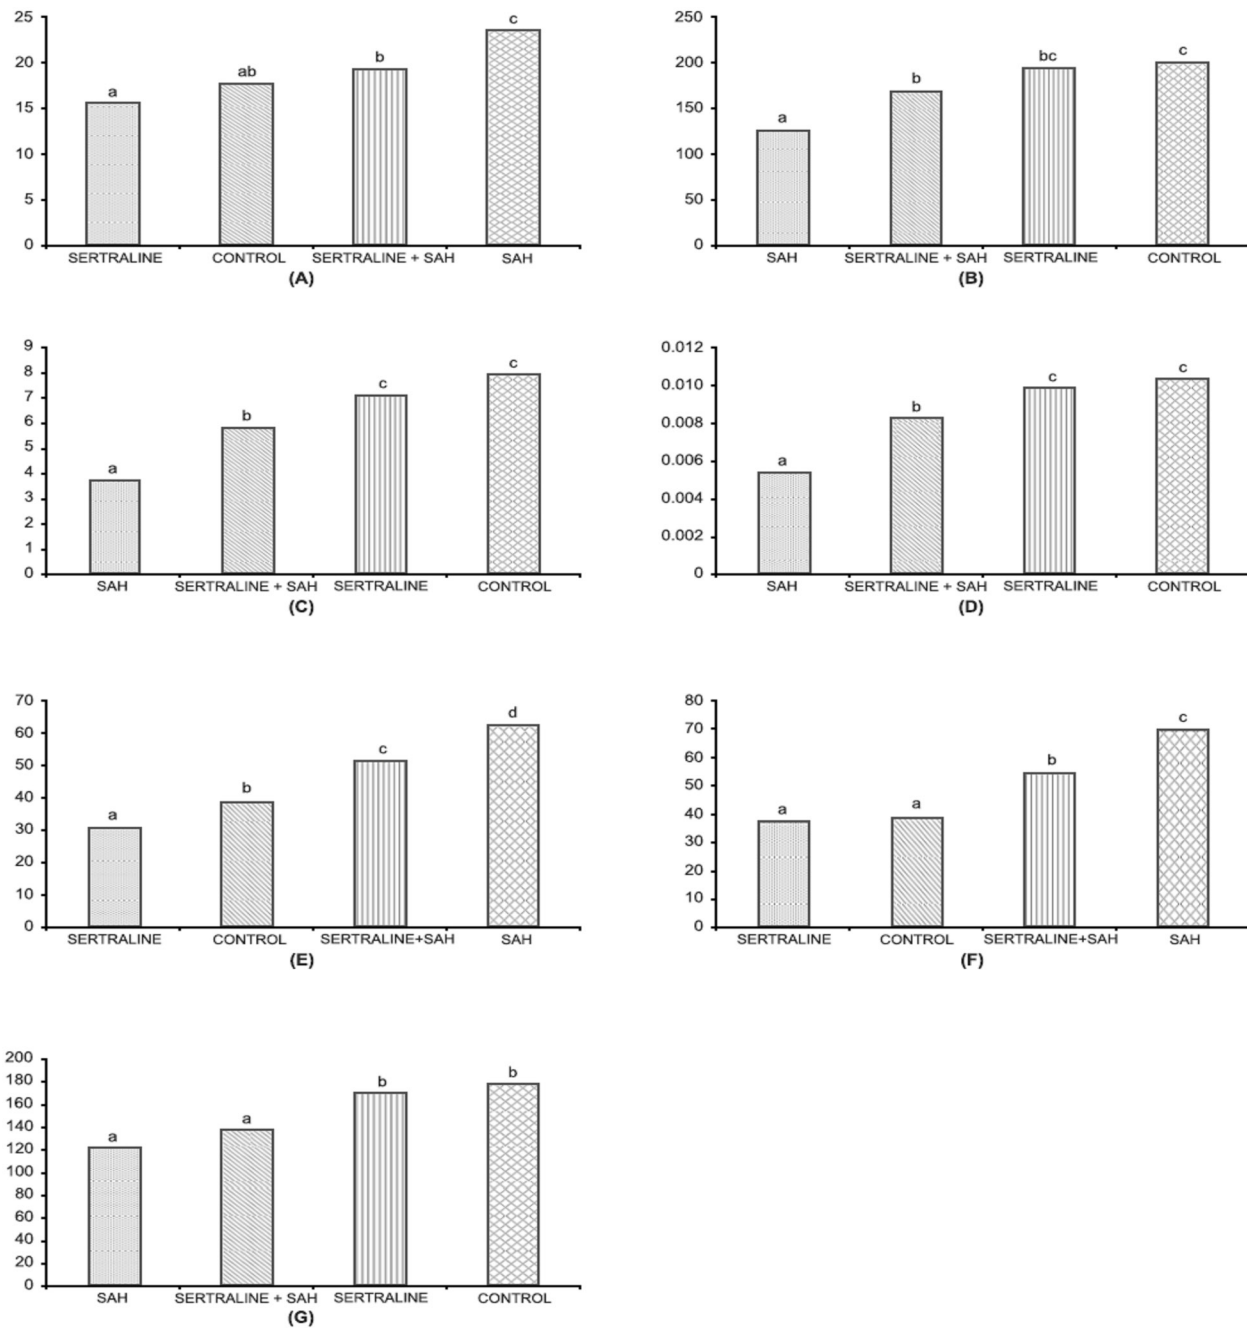 25
20
15
10
5
0
a
ab
b
c
SERTRALINE CONTROL SERTRALINE + SAH SAH
(A)
250
200
150
100
50
0
a
b
bc
c
SAH SERTRALINE + SAH SERTRALINE CONTROL
(B)
9
8
7
6
5
4
3
2
1
0
a
b
c
c
SAH SERTRALINE + SAH SERTRALINE CONTROL
(C)
0.012
0.010
0.008
0.006
0.004
0.002
0
a
b
c
c
SAH SERTRALINE + SAH SERTRALINE CONTROL
(D)
70
60
50
40
30
20
10
0
a
b
c
d
SERTRALINE CONTROL SERTRALINE+SAH SAH
(E)
80
70
60
50
40
30
20
10
0
a
a
b
c
SERTRALINE CONTROL SERTRALINE+SAH SAH
(F)
200
180
160
140
120
100
80
60
40
20
0
a
a
b
b
SAH SERTRALINE + SAH SERTRALINE CONTROL
(G)